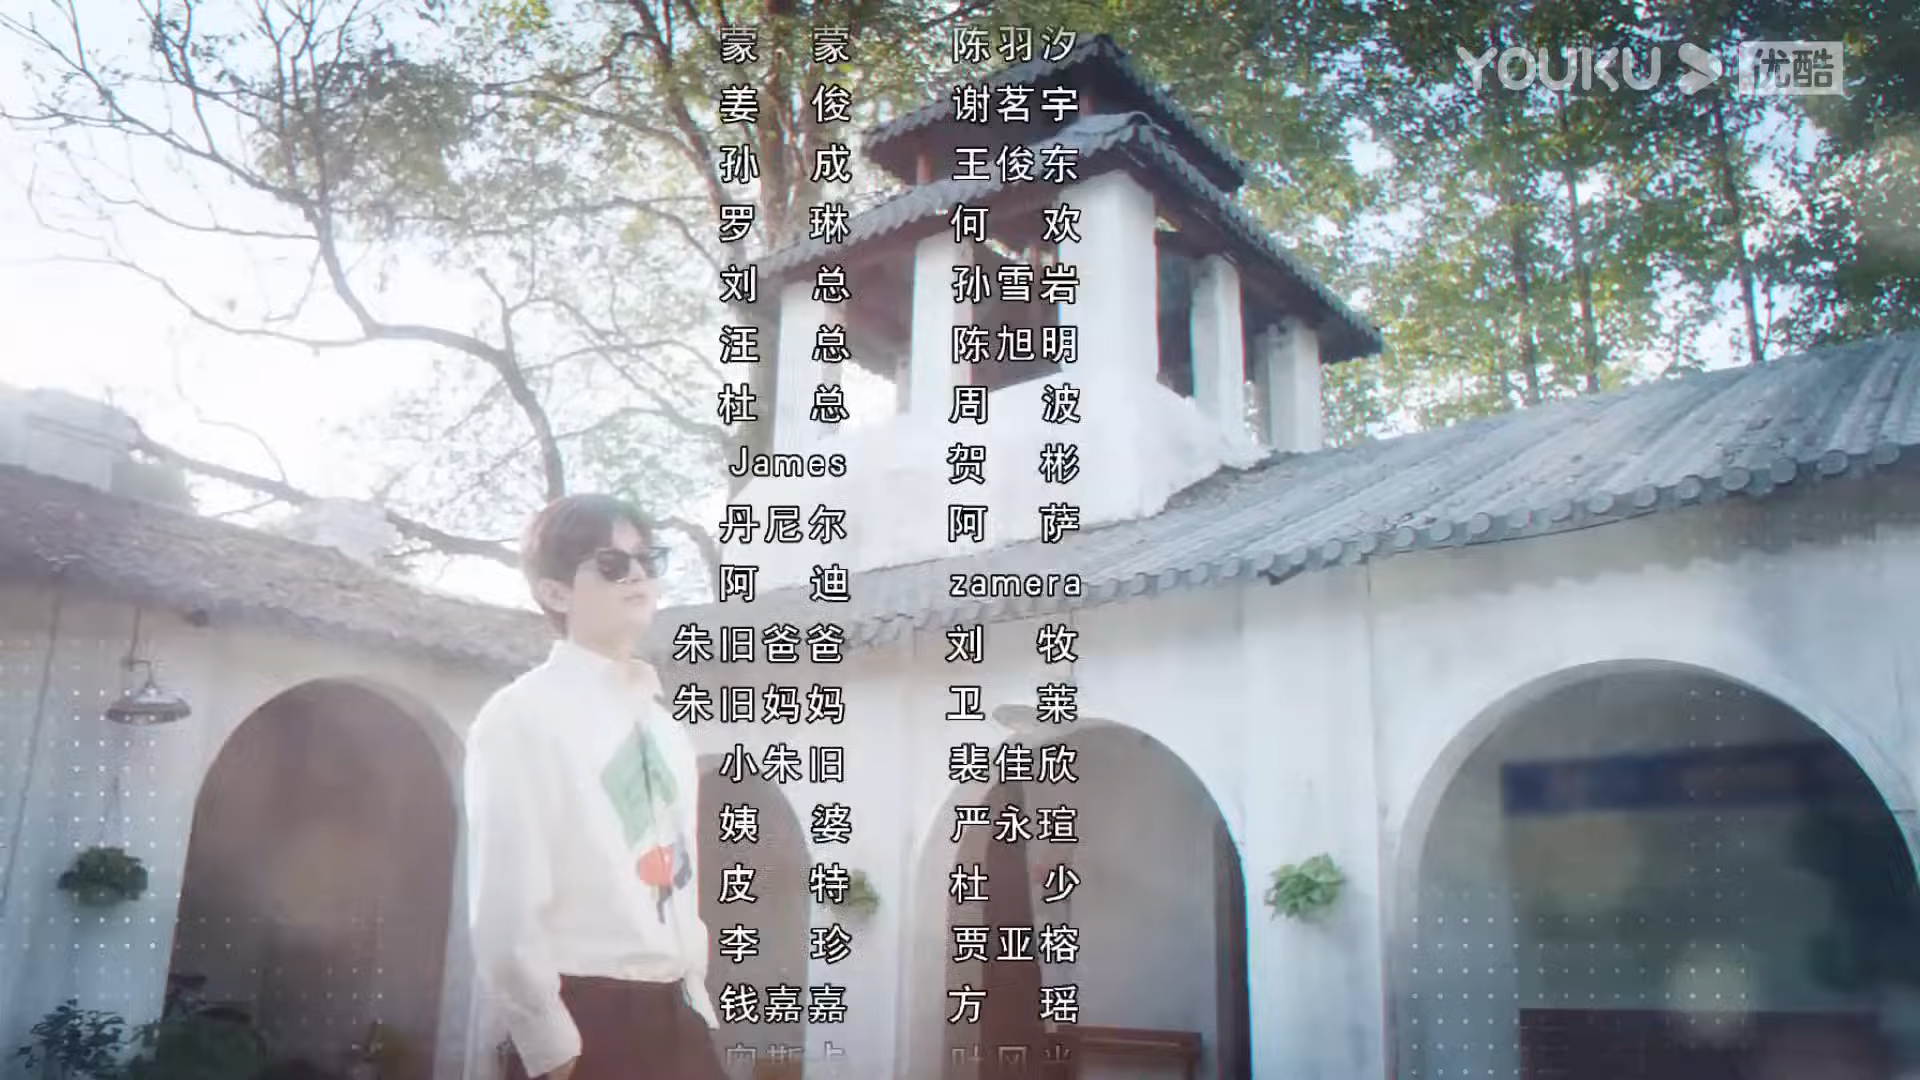 YOUKU 优酷
蒙 蒙 陈羽汐
姜 俊 谢茗宇
孙 成 王俊东
罗 琳 何 欢
刘 总 孙雪岩
汪 总 陈旭明
杜 总 周 波
James 贺 彬
丹尼尔 阿 萨
阿 迪 zamera
朱旧爸爸 刘 牧
朱旧妈妈 卫 莱
小朱旧 裴佳欣
姨 婆 严永瑄
皮 特 杜 少
李 珍 贾亚榕
钱嘉嘉 方 瑶